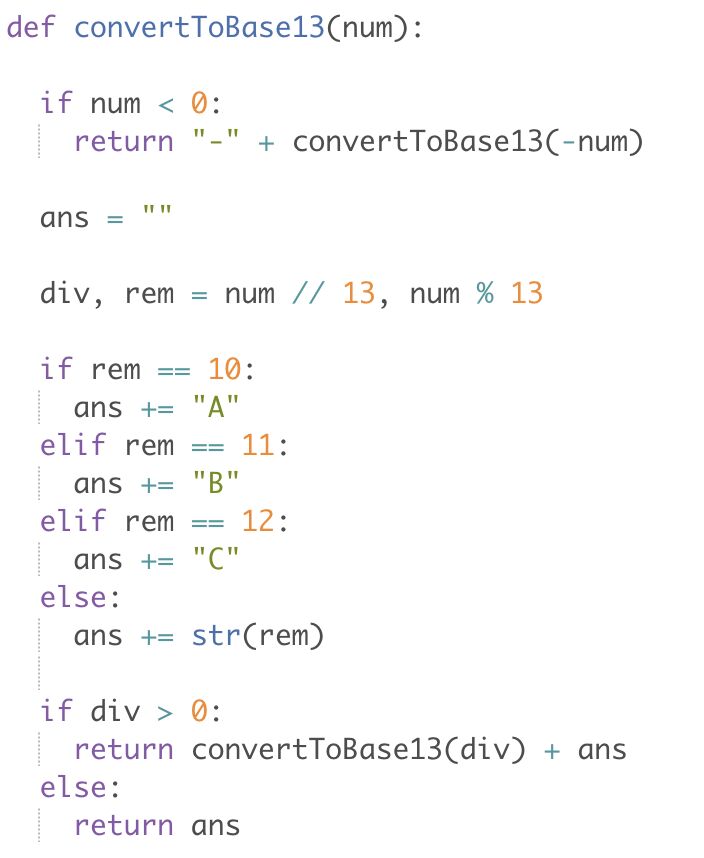 def convertToBase13(num):
  if num < 0:
    return "-" + convertToBase13(-num)
  ans = ""
  div, rem = num // 13, num % 13
  if rem == 10:
    ans += "A"
  elif rem == 11:
    ans += "B"
  elif rem == 12:
    ans += "C"
  else:
    ans += str(rem)
  if div > 0:
    return convertToBase13(div) + ans
  else:
    return ans